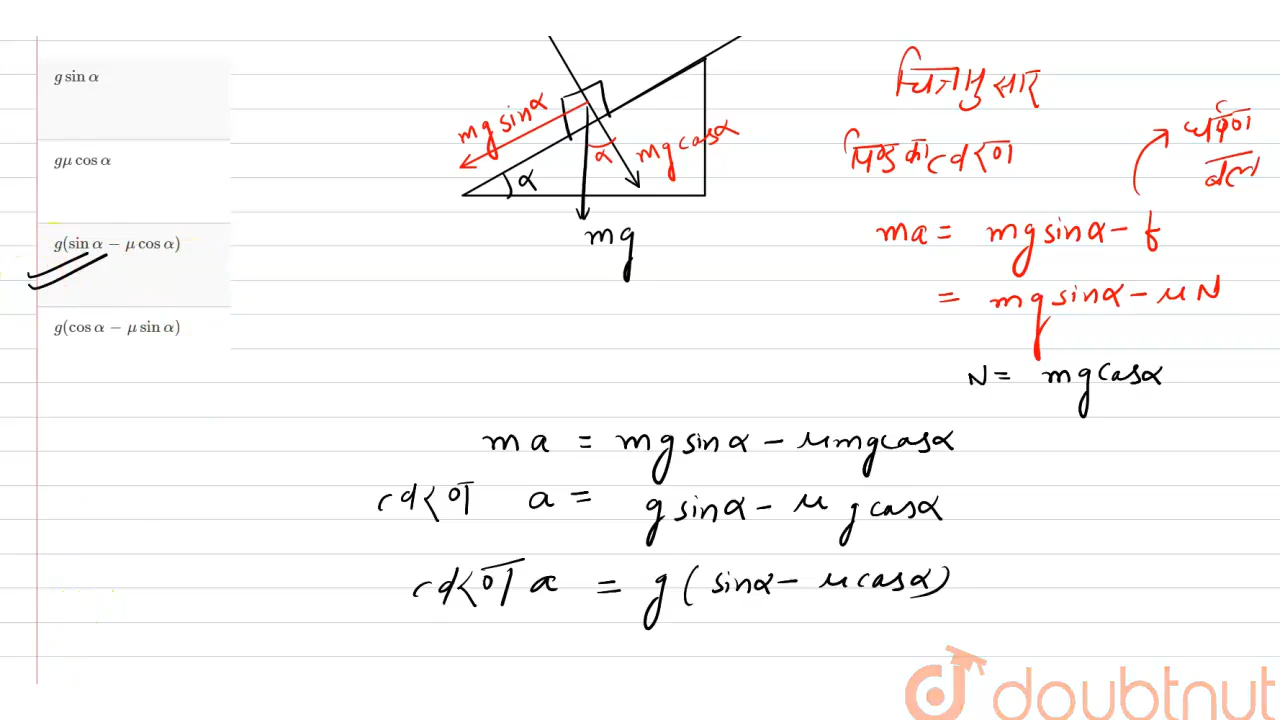 g sin α
gμ cos α
g(sin α − μ cos α)
g(cos α − μ sin α)
mg sinα
α
mg cosα
α
mg
चित्रानुसार
पिण्ड का त्वरण
घर्षण
बल
ma = mg sinα − f
= mg sinα − μN
N = mg cosα
ma = mg sinα − μmg cosα
त्वरण a = g sinα − μ g cosα
त्वरण a = g ( sinα − μ cosα)
doubtnut